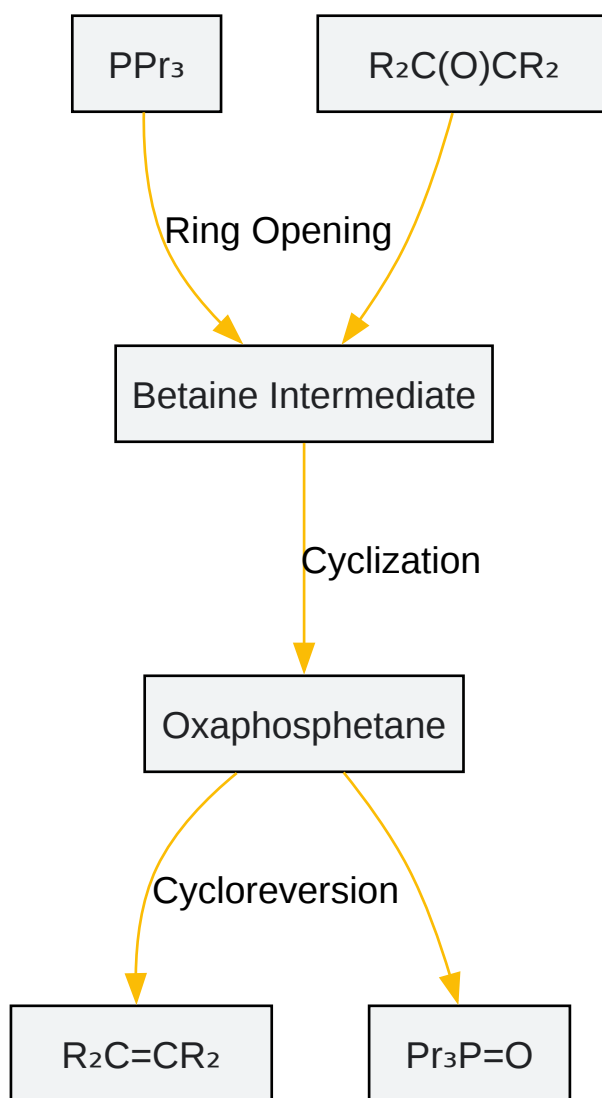 PPr₃
R₂C(O)CR₂
Ring Opening
Betaine Intermediate
Cyclization
Oxaphosphetane
Cycloreversion
R₂C=CR₂
Pr₃P=O